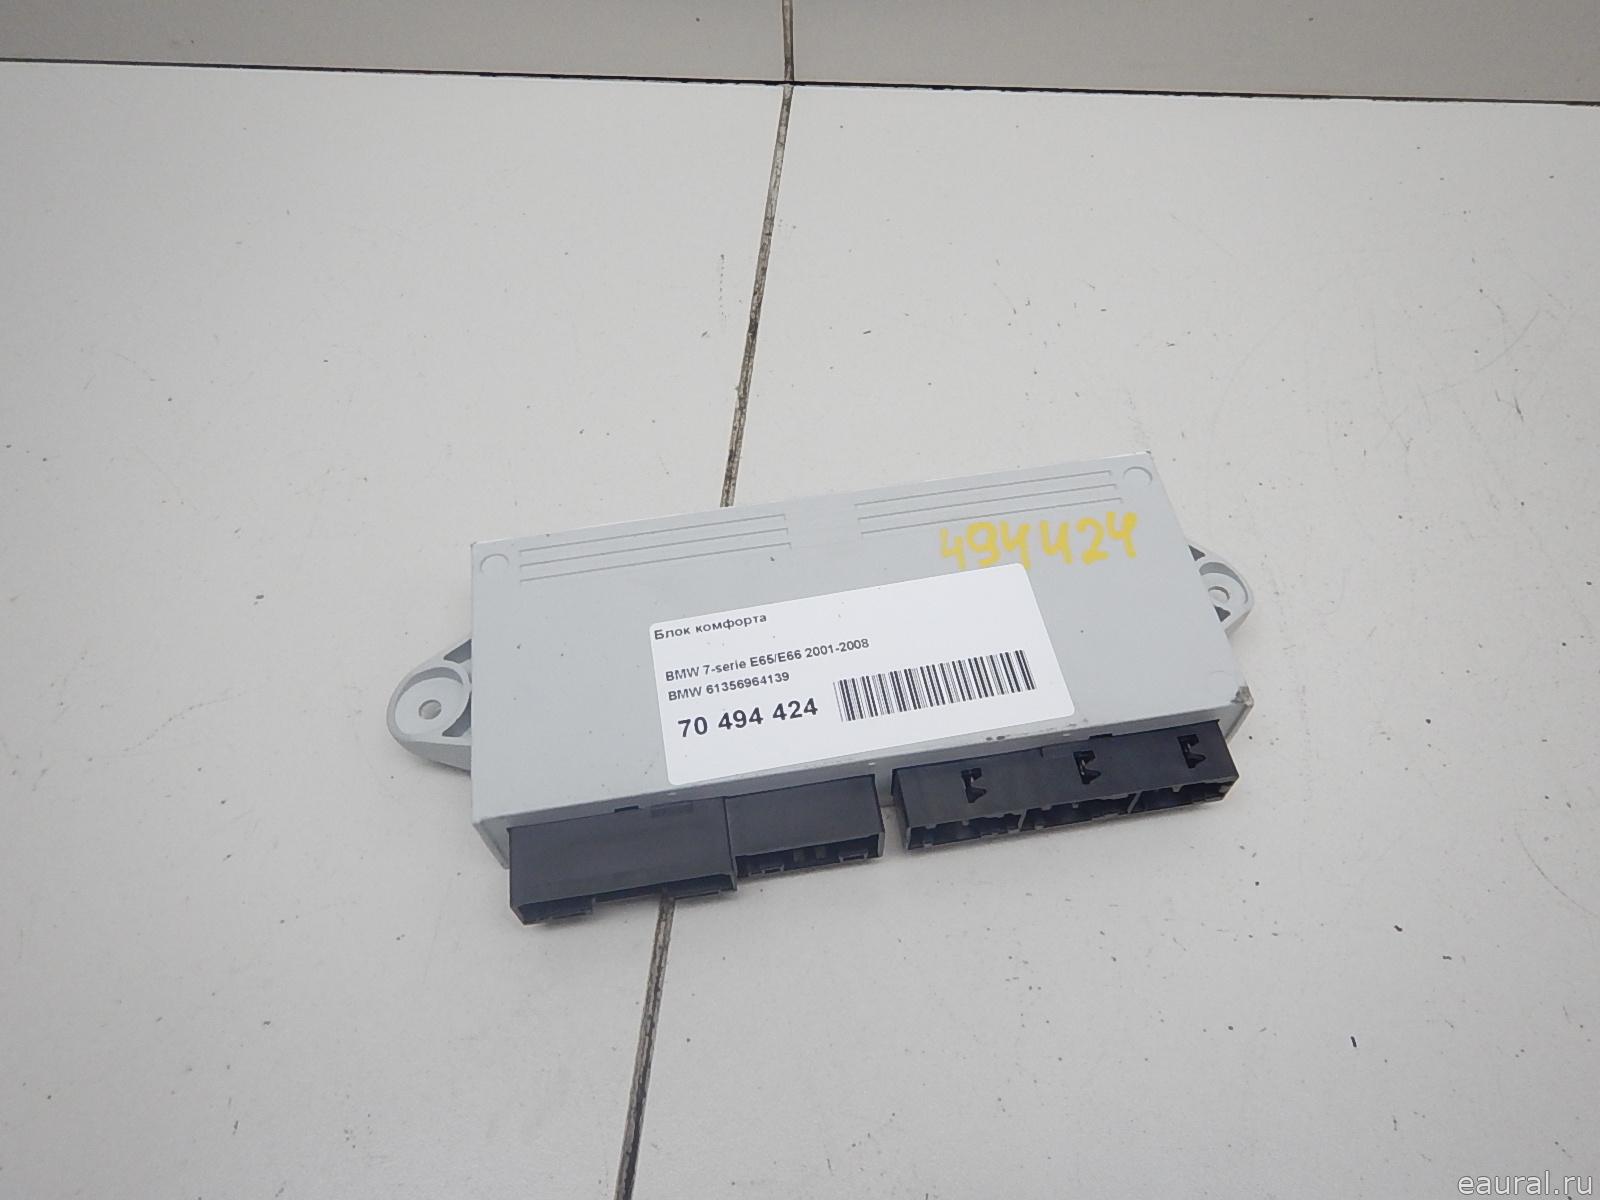 494424
Блок комфорта
BMW 7-serie E65/E66 2001-2008
BMW 61356964139
70 494 424
eaural.ru